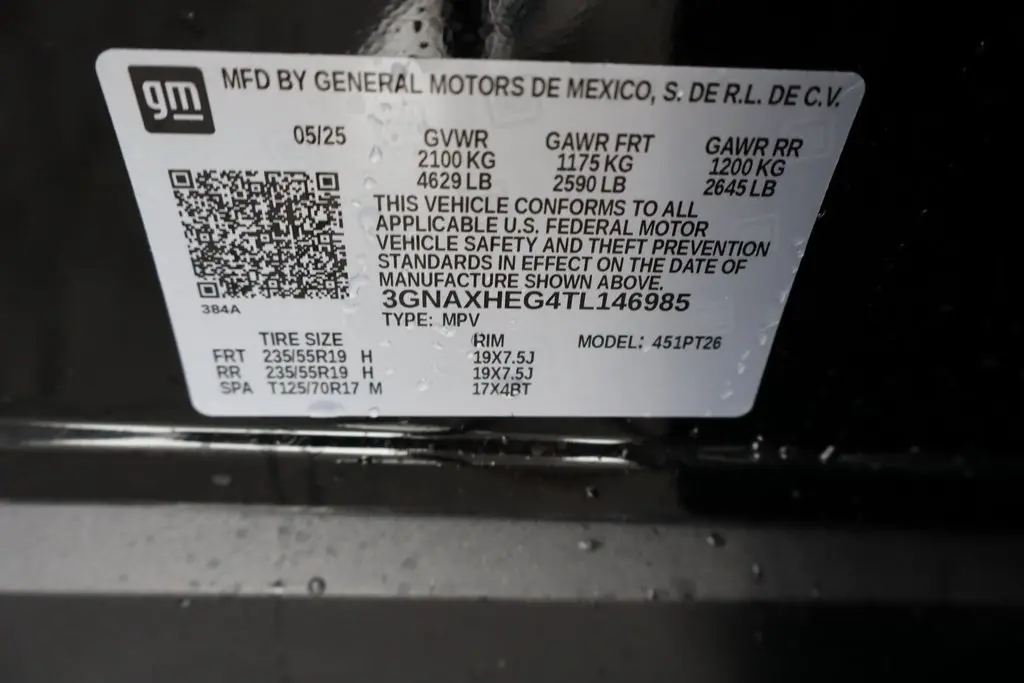 gm MFD BY GENERAL MOTORS DE MEXICO, S. DE R.L. DE C.V.
05/25 GVWR GAWR FRT GAWR RR
2100 KG 1175 KG 1200 KG
4629 LB 2590 LB 2645 LB
THIS VEHICLE CONFORMS TO ALL
APPLICABLE U.S. FEDERAL MOTOR
VEHICLE SAFETY AND THEFT PREVENTION
STANDARDS IN EFFECT ON THE DATE OF
MANUFACTURE SHOWN ABOVE.
3GNAXHEG4TL146985
384A
TYPE: MPV
TIRE SIZE RIM MODEL: 451PT26
FRT 235/55R19 H 19X7.5J
RR 235/55R19 H 19X7.5J
SPA T125/70R17 M 17X4BT